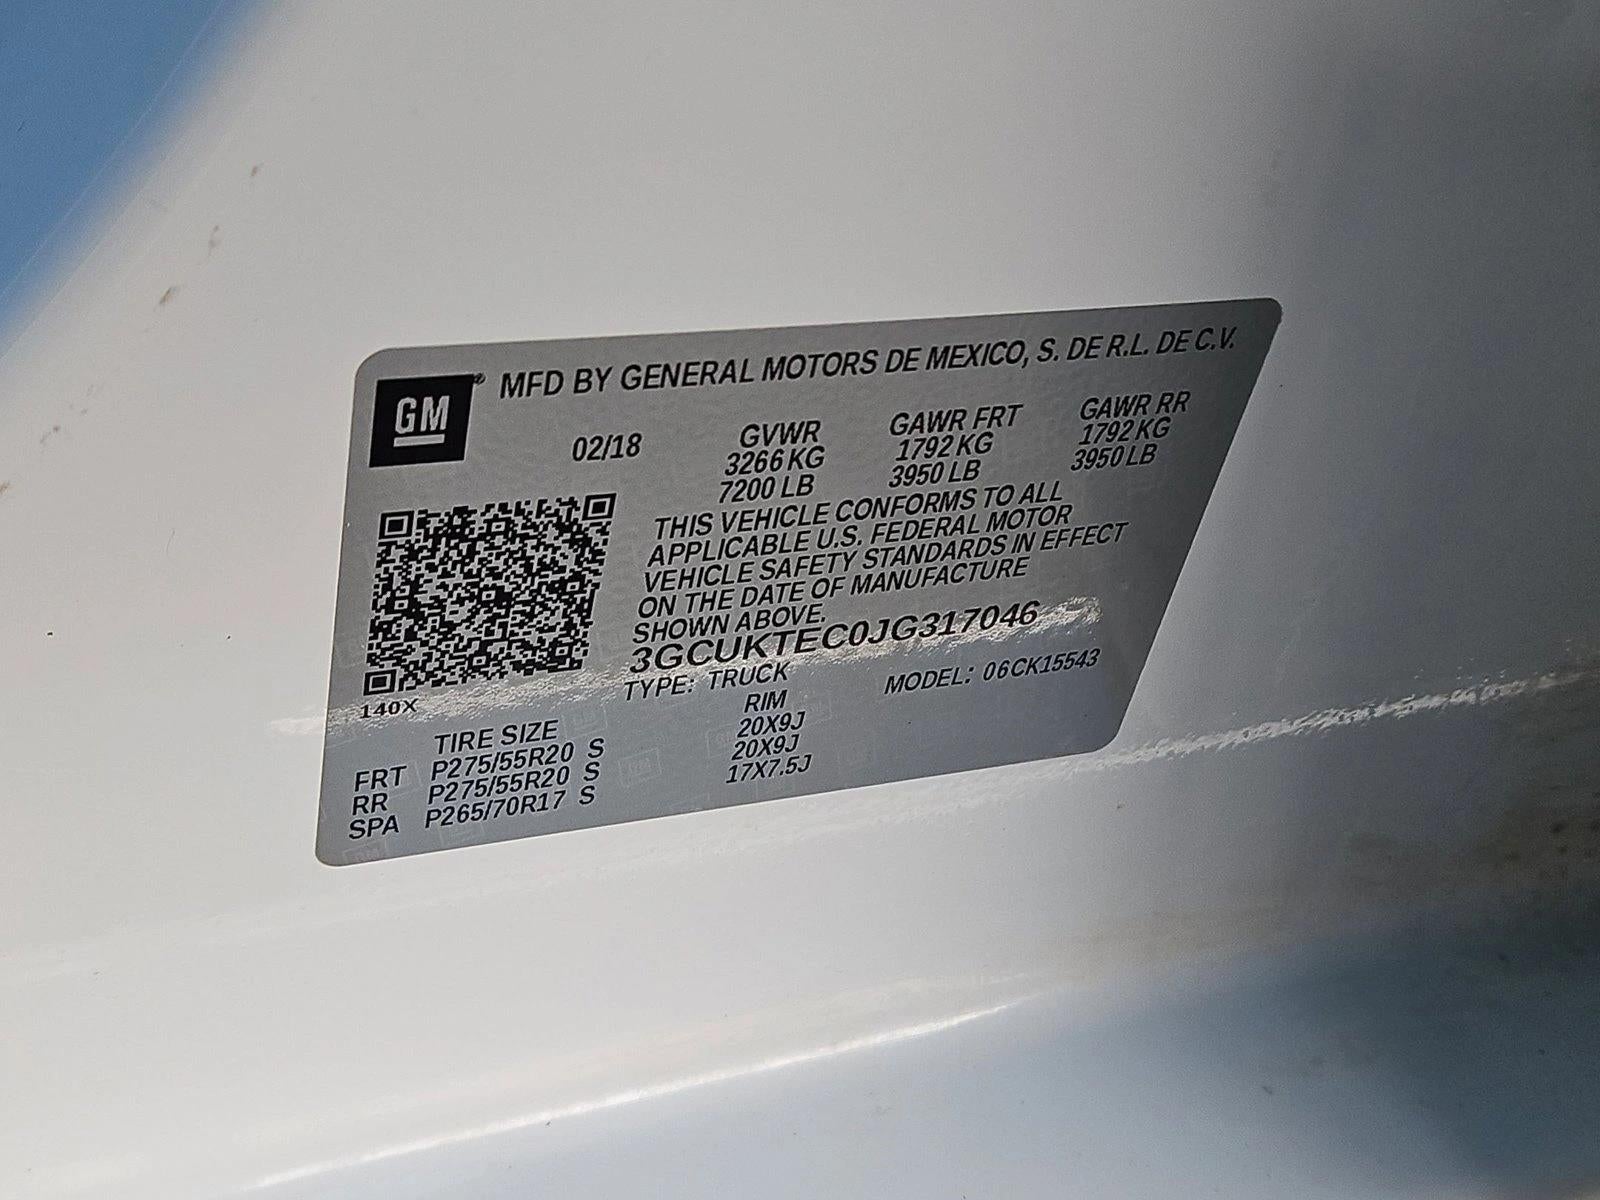 GM® MFD BY GENERAL MOTORS DE MEXICO, S. DE R.L. DE C.V.
02/18 GVWR GAWR FRT GAWR RR
3266 KG 1792 KG 1792 KG
7200 LB 3950 LB 3950 LB
THIS VEHICLE CONFORMS TO ALL
APPLICABLE U.S. FEDERAL MOTOR
VEHICLE SAFETY STANDARDS IN EFFECT
ON THE DATE OF MANUFACTURE
SHOWN ABOVE.
3GCUKTEC0JG317046
140X TYPE: TRUCK MODEL: 06CK15543
TIRE SIZE RIM
FRT P275/55R20 S 20X9J
RR P275/55R20 S 20X9J
SPA P265/70R17 S 17X7.5J